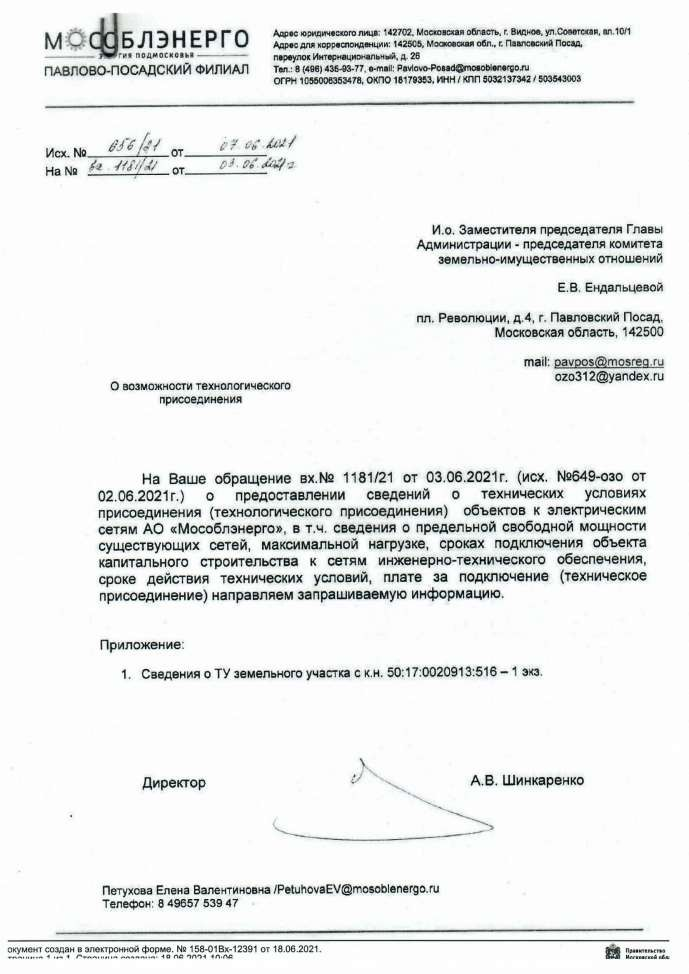 МОСОБЛЭНЕРГО
ЭНЕРГИЯ ПОДМОСКОВЬЯ
ПАВЛОВО-ПОСАДСКИЙ ФИЛИАЛ
Адрес юридического лица: 142702, Московская область, г. Видное, ул.Советская, вл.10/1
Адрес для корреспонденции: 142505, Московская обл., г. Павловский Посад,
переулок Интернациональный, д. 26
Тел.: 8 (496) 435-93-77, e-mail: Pavlovo-Posad@mosoblenergo.ru
ОГРН 1055006353478, ОКПО 18179353, ИНН / КПП 5032137342 / 503543003
Исх. № 656/21 от 07.06.2021
На № вх. 1181/21 от 03.06.2021г
И.о. Заместителя председателя Главы
Администрации - председателя комитета
земельно-имущественных отношений
Е.В. Ендальцевой
пл. Революции, д.4, г. Павловский Посад,
Московская область, 142500
mail: pavpos@mosreg.ru
ozo312@yandex.ru
О возможности технологического
присоединения
На Ваше обращение вх.№ 1181/21 от 03.06.2021г. (исх. №649-озо от
02.06.2021г.) о предоставлении сведений о технических условиях
присоединения (технологического присоединения) объектов к электрическим
сетям АО «Мособлэнерго», в т.ч. сведения о предельной свободной мощности
существующих сетей, максимальной нагрузке, сроках подключения объекта
капитального строительства к сетям инженерно-технического обеспечения,
сроке действия технических условий, плате за подключение (техническое
присоединение) направляем запрашиваемую информацию.
Приложение:
1. Сведения о ТУ земельного участка с к.н. 50:17:0020913:516 – 1 экз.
Директор
А.В. Шинкаренко
Петухова Елена Валентиновна /PetuhovaEV@mosoblenergo.ru
Телефон: 8 49657 539 47
окумент создан в электронной форме. № 158-01Вх-12391 от 18.06.2021.
Страница создана: 18.06.2021 10:06
Правительство
Московской обла